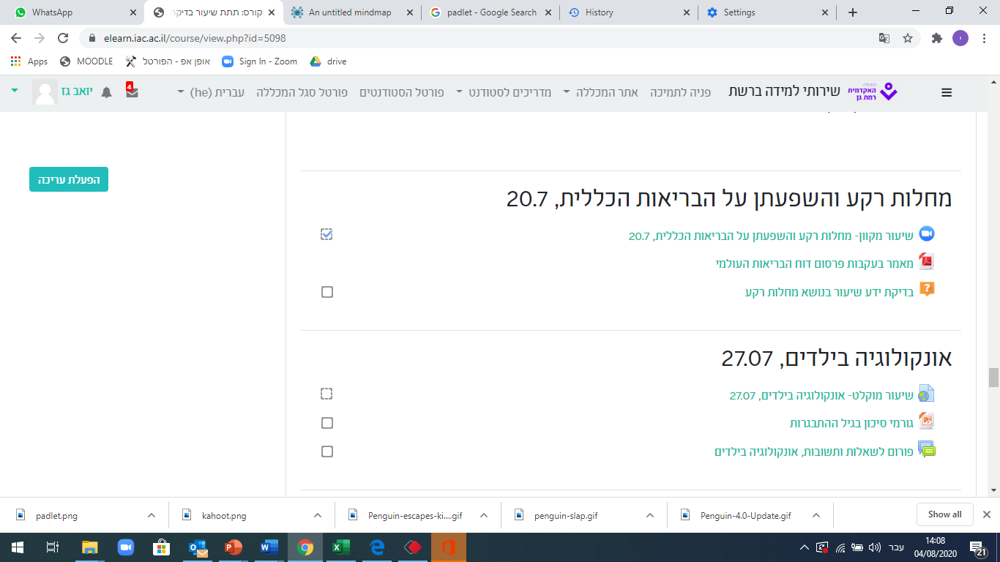 WhatsApp
קורס: תתת שיעור בדיקו
An untitled mindmap
padlet - Google Search
History
Settings
elearn.iac.ac.il/course/view.php?id=5098
Apps
MOODLE
אופן אפ - הפורטל
Sign In - Zoom
drive
המכללה
האקדמית
רמת גן
שירותי למידה ברשת
פניה לתמיכה
אתר המכללה
מדריכים לסטודנט
פורטל הסטודנטים
פורטל סגל המכללה
עברית ‎(he)‎
4
יואב גז
הפעלת עריכה
מחלות רקע והשפעתן על הבריאות הכללית, 20.7
שיעור מקוון- מחלות רקע והשפעתן על הבריאות הכללית, 20.7
מאמר בעקבות פרסום דוח הבריאות העולמי
בדיקת ידע שיעור בנושא מחלות רקע
אונקולוגיה בילדים, 27.07
שיעור מוקלט- אונקולוגיה בילדים, 27.07
גורמי סיכון בגיל ההתבגרות
פורום לשאלות ותשובות, אונקולוגיה בילדים
padlet.png
kahoot.png
Penguin-escapes-ki....gif
penguin-slap.gif
Penguin-4.0-Update.gif
Show all
עבר
14:08
04/08/2020
21